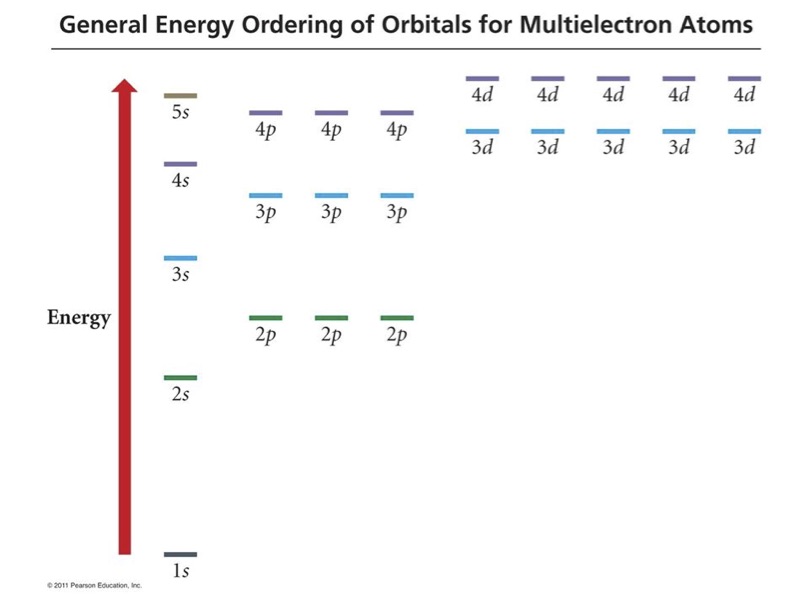 General Energy Ordering of Orbitals for Multielectron Atoms
4d 4d 4d 4d 4d
5s
4p 4p 4p
3d 3d 3d 3d 3d
4s
3p 3p 3p
3s
Energy
2p 2p 2p
2s
1s
© 2011 Pearson Education, Inc.